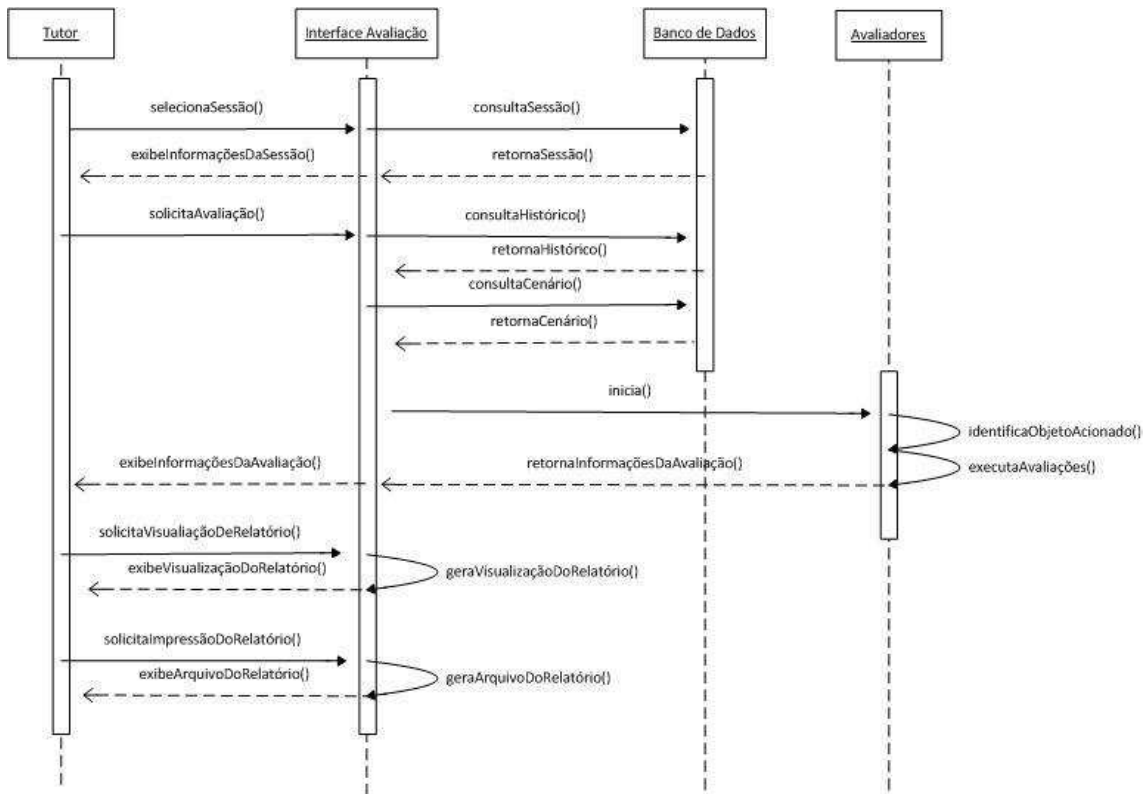 Tutor
Interface Avaliação
Banco de Dados
Avaliadores
selecionaSessão()
consultaSessão()
exibeInformaçõesDaSessão()
retornaSessão()
solicitaAvaliação()
consultaHistórico()
retornaHistórico()
consultaCenário()
retornaCenário()
inicia()
identificaObjetoAcionado()
exibeInformaçõesDaAvaliação()
retornaInformaçõesDaAvaliação()
executaAvaliações()
solicitaVisualiaçãoDeRelatório()
exibeVisualizaçãoDoRelatório()
geraVisualizaçãoDoRelatório()
solicitaImpressãoDoRelatório()
exibeArquivoDoRelatório()
geraArquivoDoRelatório()